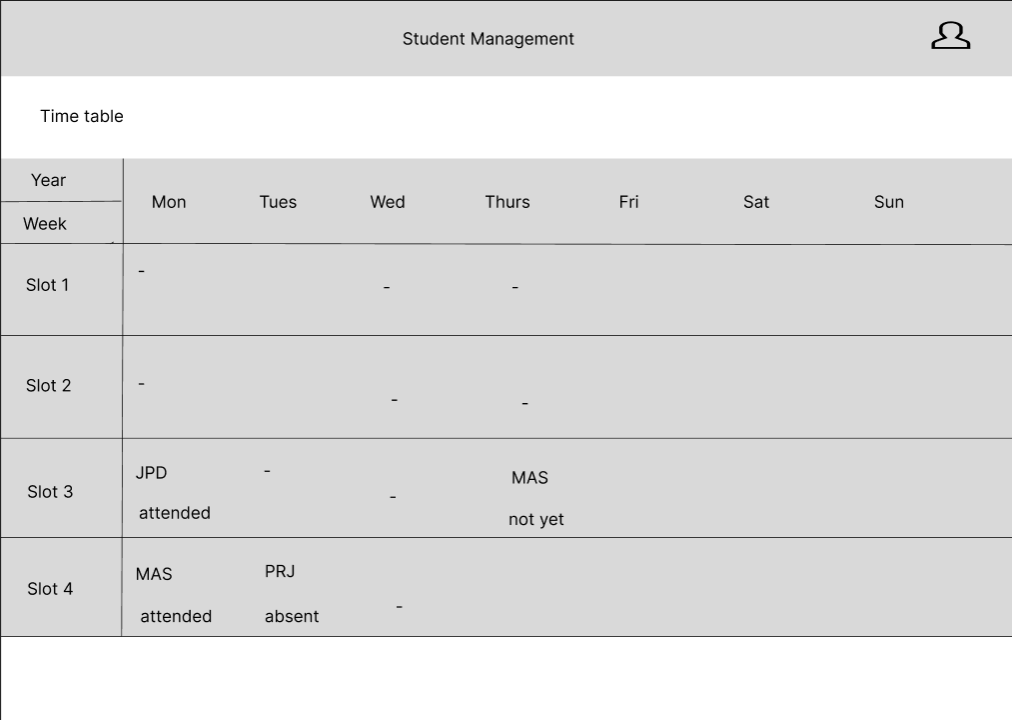 Student Management
Time table
Year
Week
Mon Tues Wed Thurs Fri Sat Sun
Slot 1 - - -
Slot 2 - - -
Slot 3 JPD - - MAS
attended not yet
Slot 4 MAS PRJ -
attended absent